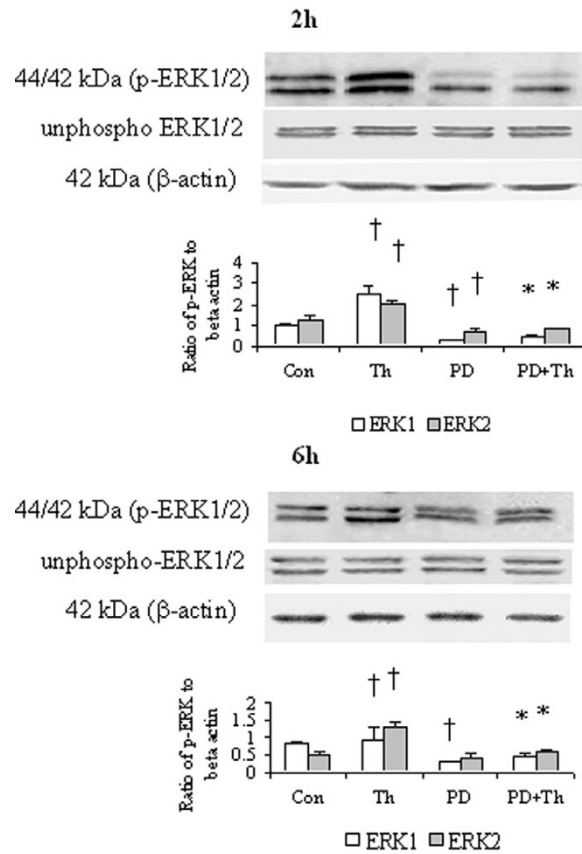 2h
44/42 kDa (p-ERK1/2)
unphospho ERK1/2
42 kDa (β-actin)
† †
† †
* *
Ratio of p-ERK to
beta actin
4
3
2
1
0
Con Th PD PD+Th
ERK1 ERK2
6h
44/42 kDa (p-ERK1/2)
unphospho-ERK1/2
42 kDa (β-actin)
† †
†
* *
Ratio of p-ERK to
beta actin
2
1.5
1
0.5
0
Con Th PD PD+Th
ERK1 ERK2